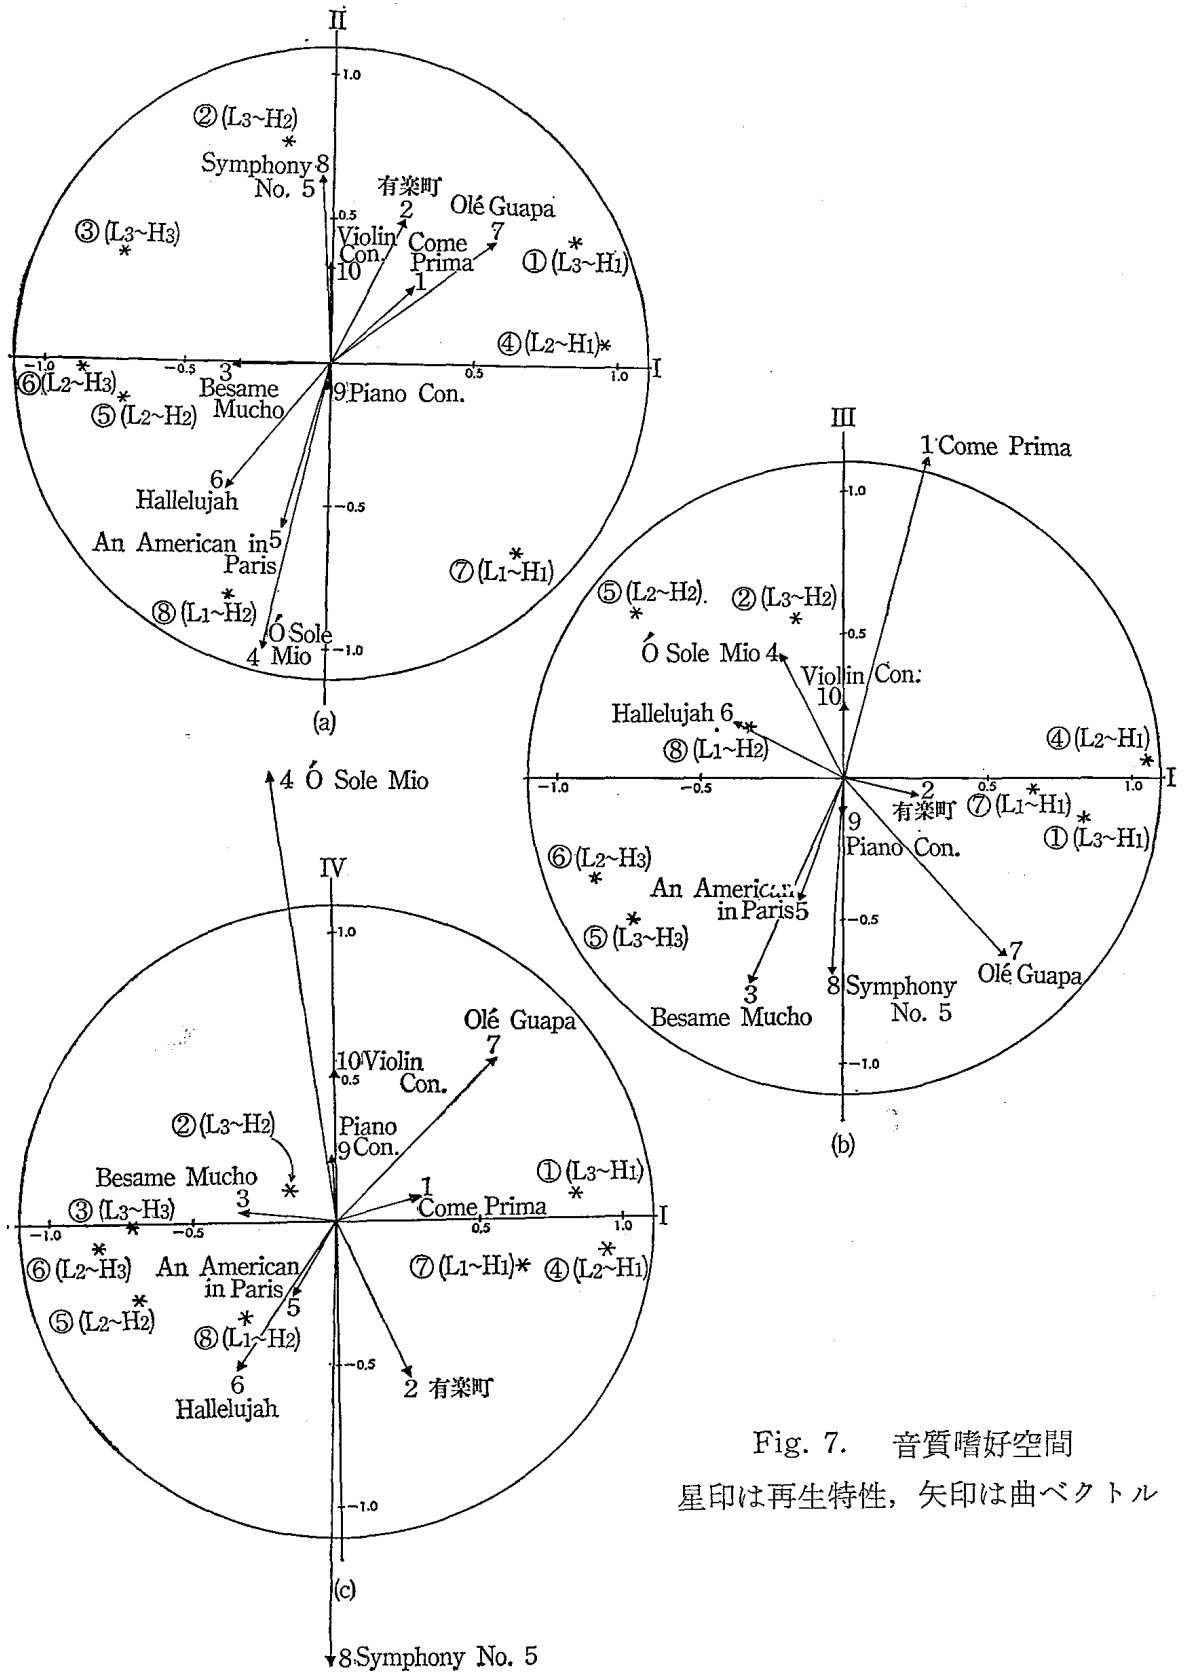 II
1.0
②(L3~H2)
Symphony 8
No. 5
有楽町
2
Olé Guapa
7
③(L3~H3)
0.5
Violin
Con.
10
Come
Prima
1
①(L3~H1)
④(L2~H1)
I
-1.0
-0.5
0.5
1.0
⑥(L2~H3)
⑤(L2~H2)
3
Besame
Mucho
9 Piano Con.
6
Hallelujah
-0.5
An American in 5
Paris
⑦(L1~H1)
⑧(L1~H2)
Ó Sole
4 Mio
-1.0
(a)
III
1 Come Prima
1.0
⑤(L2~H2)
②(L3~H2)
0.5
Ó Sole Mio 4
Violin Con.
10
Hallelujah 6
⑧(L1~H2)
④(L2~H1)
I
-1.0
-0.5
0.5
1.0
2
有楽町
⑦(L1~H1)
①(L3~H1)
9
Piano Con.
⑥(L2~H3)
An American
in Paris 5
-0.5
⑤(L3~H3)
7
Olé Guapa
3
Besame Mucho
8 Symphony
No. 5
-1.0
(b)
4 Ó Sole Mio
IV
1.0
Olé Guapa
7
10 Violin
Con.
0.5
②(L3~H2)
Piano
9 Con.
①(L3~H1)
Besame Mucho
3
1
Come Prima
③(L3~H3)
I
-1.0
-0.5
0.5
1.0
⑥(L2~H3)
An American
in Paris
5
⑦(L1~H1)
④(L2~H1)
⑤(L2~H2)
⑧(L1~H2)
-0.5
6
Hallelujah
2 有楽町
-1.0
(c)
8 Symphony No. 5
Fig. 7. 音質嗜好空間
星印は再生特性，矢印は曲ベクトル